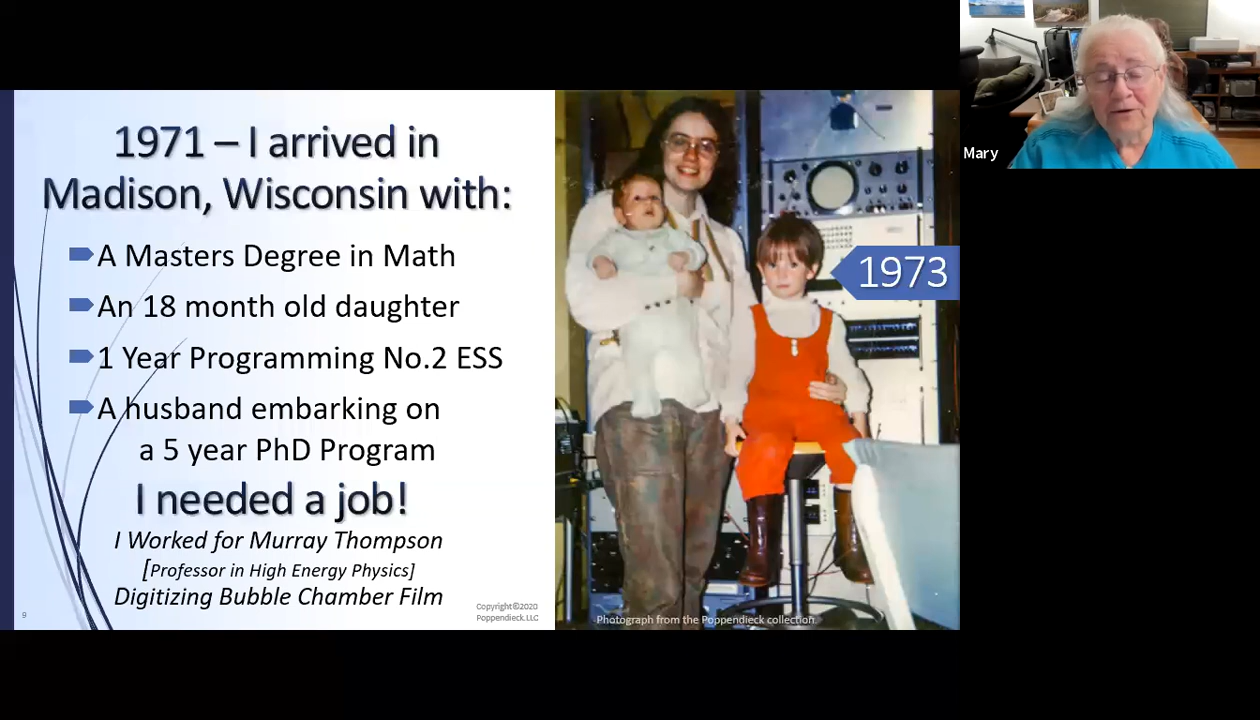 1971 – I arrived in
Madison, Wisconsin with:
A Masters Degree in Math
An 18 month old daughter
1 Year Programming No.2 ESS
A husband embarking on
a 5 year PhD Program
I needed a job!
I Worked for Murray Thompson
[Professor in High Energy Physics]
Digitizing Bubble Chamber Film
9
Copyright©2020
Poppendieck.LLC
1973
Photograph from the Poppendieck collection.
Mary